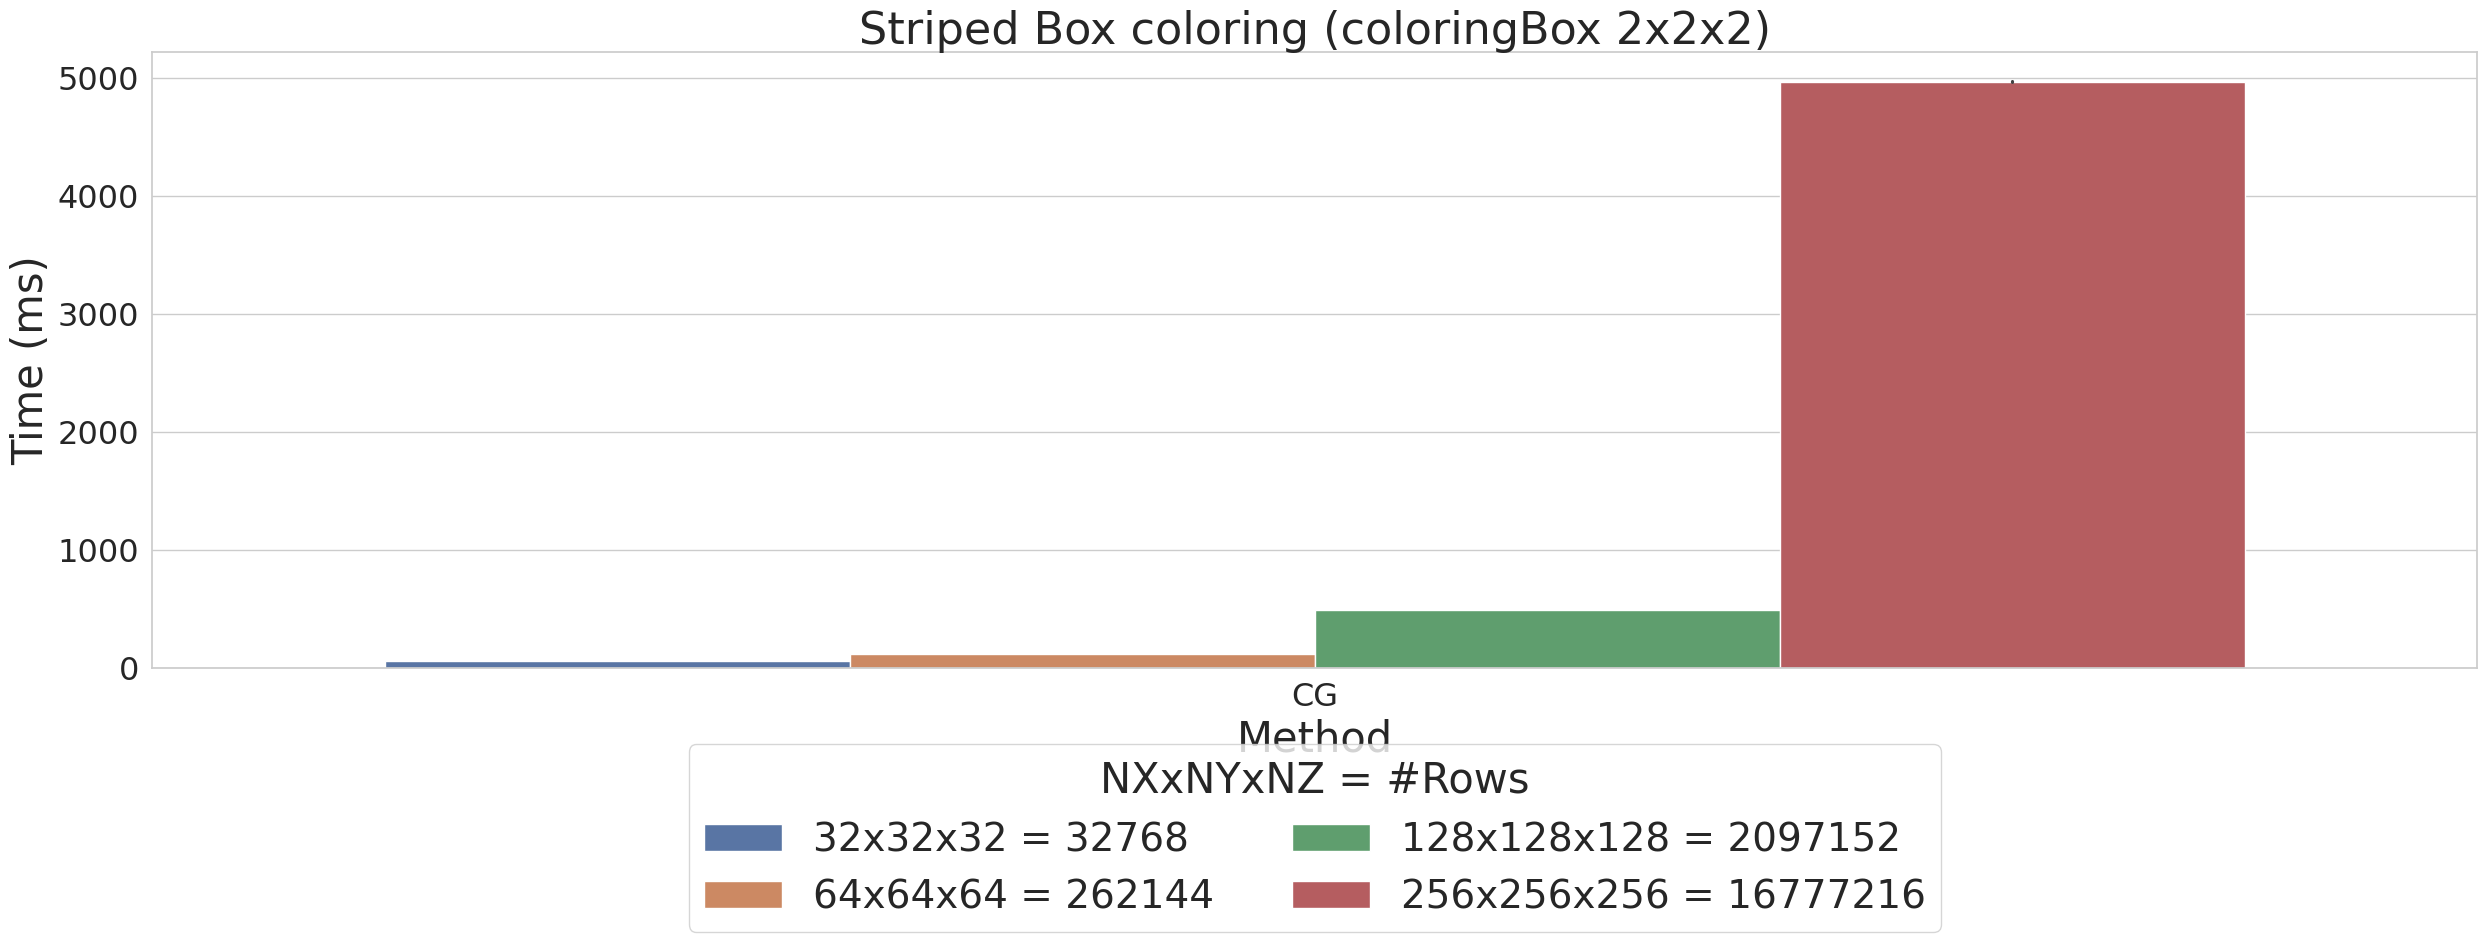 Striped Box coloring (coloringBox 2x2x2)
Time (ms)
5000
4000
3000
2000
1000
0
CG
Method
NXxNYxNZ = #Rows
32x32x32 = 32768
64x64x64 = 262144
128x128x128 = 2097152
256x256x256 = 16777216